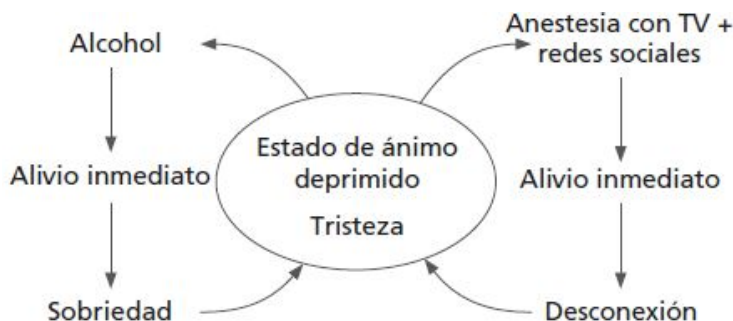 Alcohol
Alivio inmediato
Sobriedad
Estado de ánimo
deprimido
Tristeza
Anestesia con TV +
redes sociales
Alivio inmediato
Desconexión